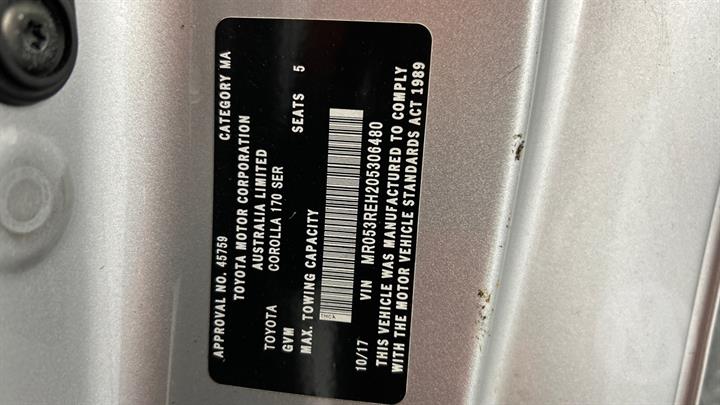 APPROVAL NO. 45759 CATEGORY MA
TOYOTA MOTOR CORPORATION
AUSTRALIA LIMITED
TOYOTA COROLLA 170 SER
GVM SEATS 5
MAX. TOWING CAPACITY
THCA
10/17 VIN MR053REH205306480
THIS VEHICLE WAS MANUFACTURED TO COMPLY
WITH THE MOTOR VEHICLE STANDARDS ACT 1989